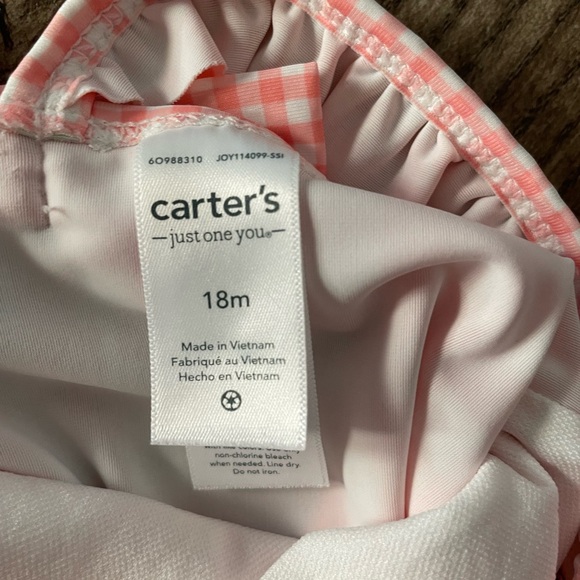 6O988310 JOY114099-SSI
carter's
just one you®
18m
Made in Vietnam
Fabriqué au Vietnam
Hecho en Vietnam
non-chlorine bleach
when needed. Line dry.
Do not iron.